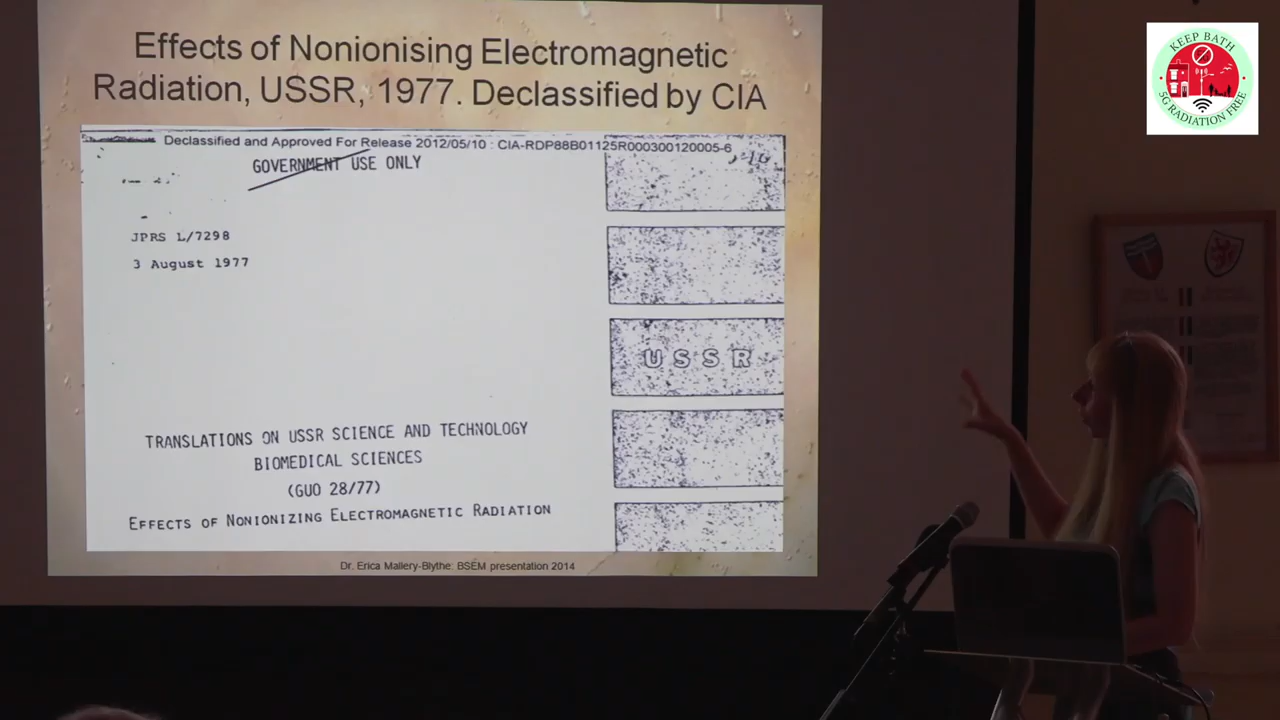 Effects of Nonionising Electromagnetic
Radiation, USSR, 1977. Declassified by CIA
Declassified and Approved For Release 2012/05/10 : CIA-RDP88B01125R000300120005-6
GOVERNMENT USE ONLY
JPRS L/7298
3 August 1977
USSR
TRANSLATIONS ON USSR SCIENCE AND TECHNOLOGY
BIOMEDICAL SCIENCES
(GUO 28/77)
EFFECTS OF NONIONIZING ELECTROMAGNETIC RADIATION
Dr. Erica Mallery-Blythe: BSEM presentation 2014
KEEP BATH
5G RADIATION FREE